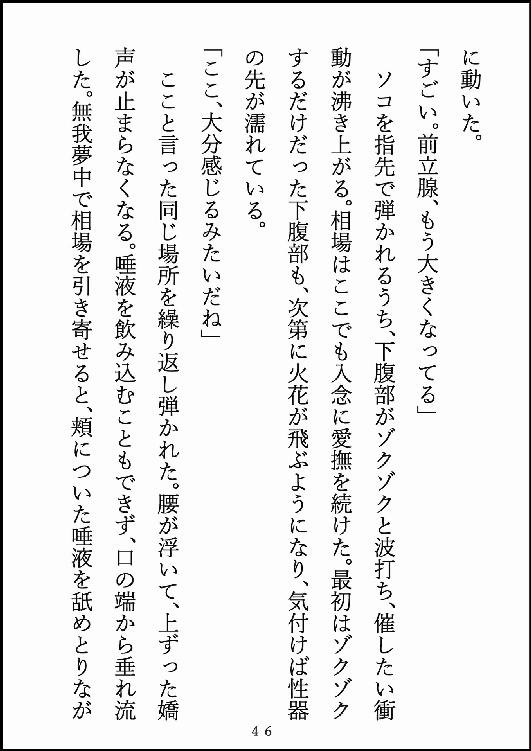 に動いた。
「すごい。前立腺、もう大きくなってる」
　ソコを指先で弾かれるうち、下腹部がゾクゾクと波打ち、催したい衝
動が沸き上がる。相場はここでも入念に愛撫を続けた。最初はゾクゾク
するだけだった下腹部も、次第に火花が飛ぶようになり、気付けば性器
の先が濡れている。
「ここ、大分感じるみたいだね」
　ここと言った同じ場所を繰り返し弾かれた。腰が浮いて、上ずった嬌
声が止まらなくなる。唾液を飲み込むこともできず、口の端から垂れ流
した。無我夢中で相場を引き寄せると、頬についた唾液を舐めとりなが
46